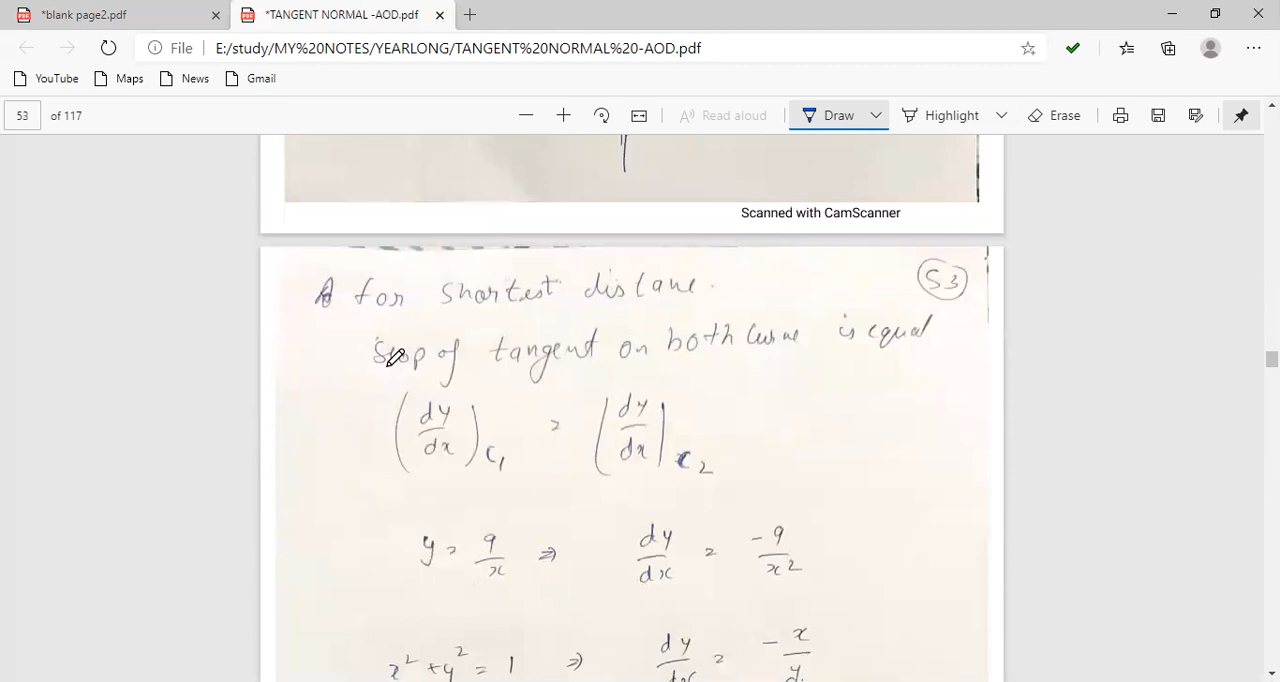 *blank page2.pdf
*TANGENT NORMAL -AOD.pdf
File E:/study/MY%20NOTES/YEARLONG/TANGENT%20NORMAL%20-AOD.pdf
YouTube Maps News Gmail
53 of 117 Read aloud Draw Highlight Erase
Scanned with CamScanner
for shortest distane. 53
of tangent on both curve is equal
(dy/dx)C1 = (dy/dx)C2
y = 9/x ⇒ dy/dx = -9/x2
x2 + y2 = 1 ⇒ dy/dx = -x/y